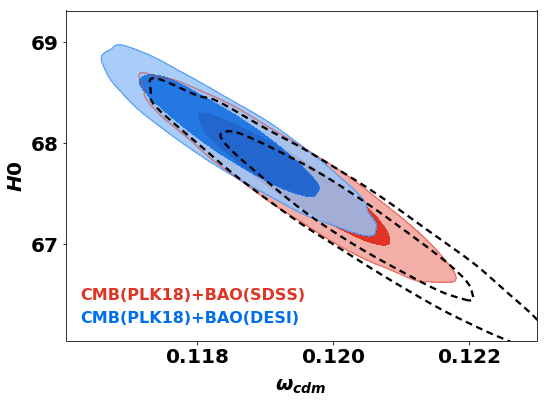 69
68
67
H0
CMB(PLK18)+BAO(SDSS)
CMB(PLK18)+BAO(DESI)
0.118 0.120 0.122
ω_cdm